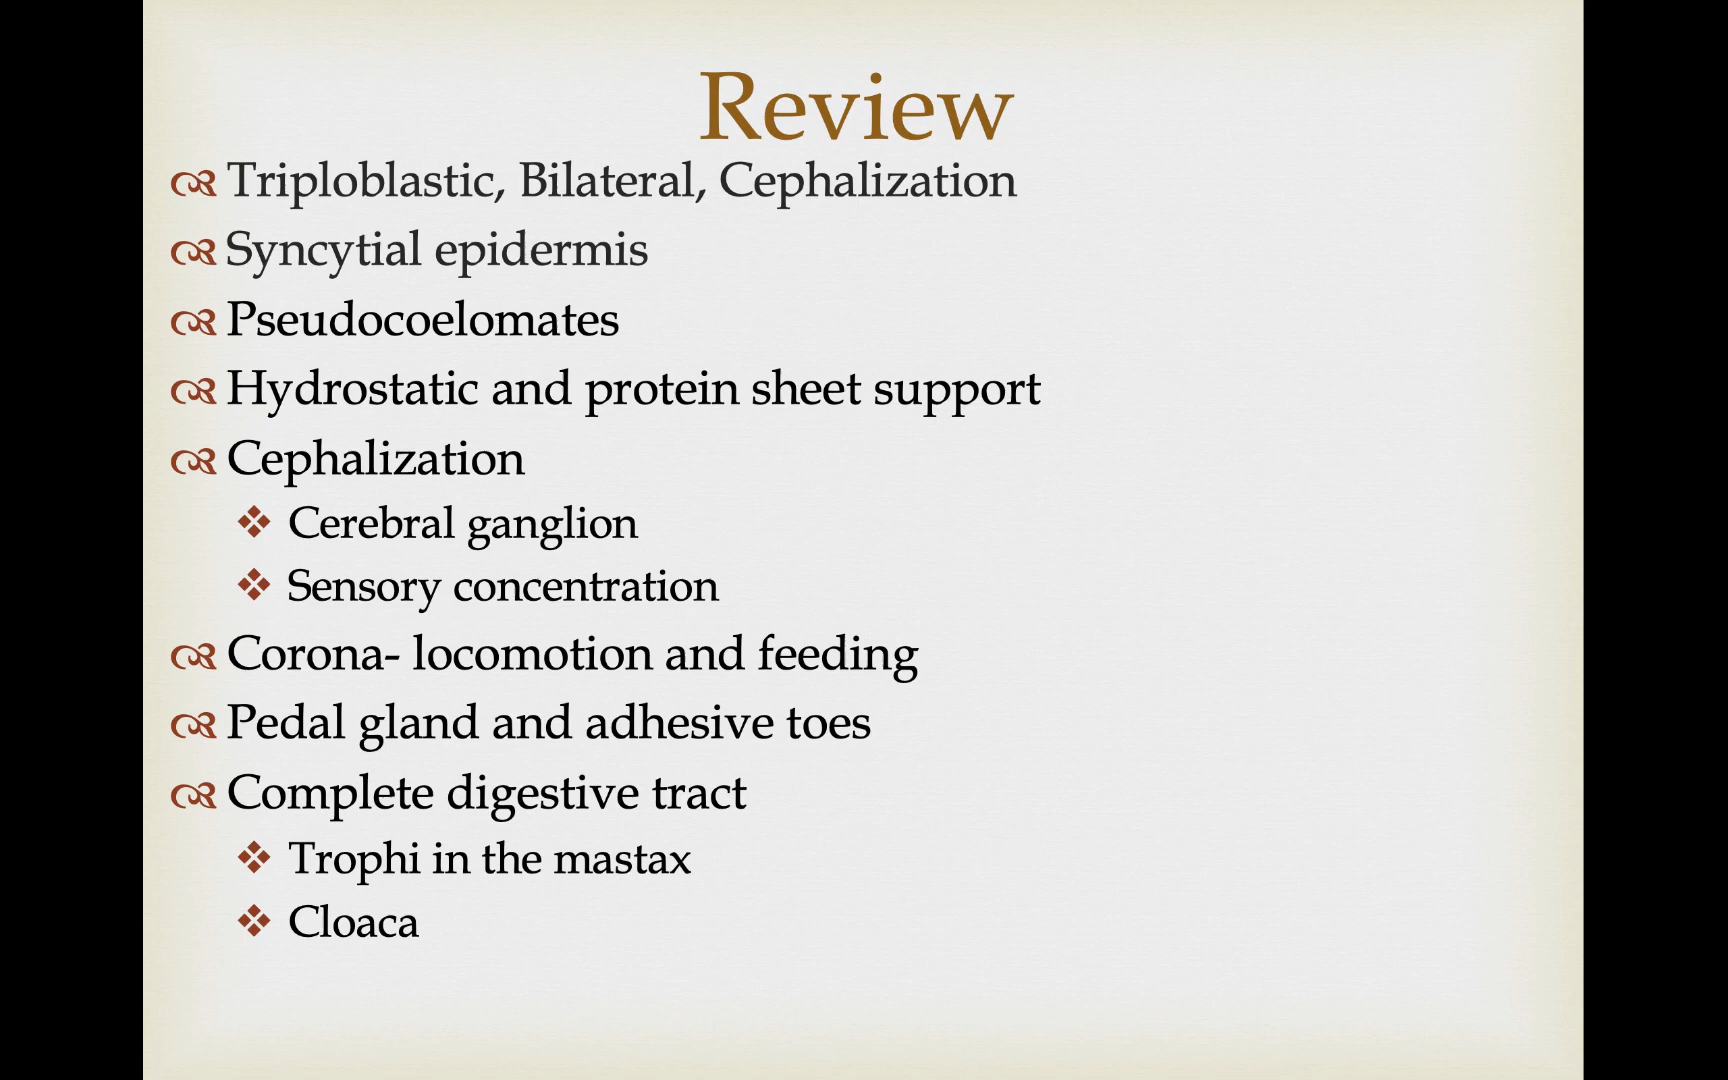 Review
Triploblastic, Bilateral, Cephalization
Syncytial epidermis
Pseudocoelomates
Hydrostatic and protein sheet support
Cephalization
Cerebral ganglion
Sensory concentration
Corona- locomotion and feeding
Pedal gland and adhesive toes
Complete digestive tract
Trophi in the mastax
Cloaca